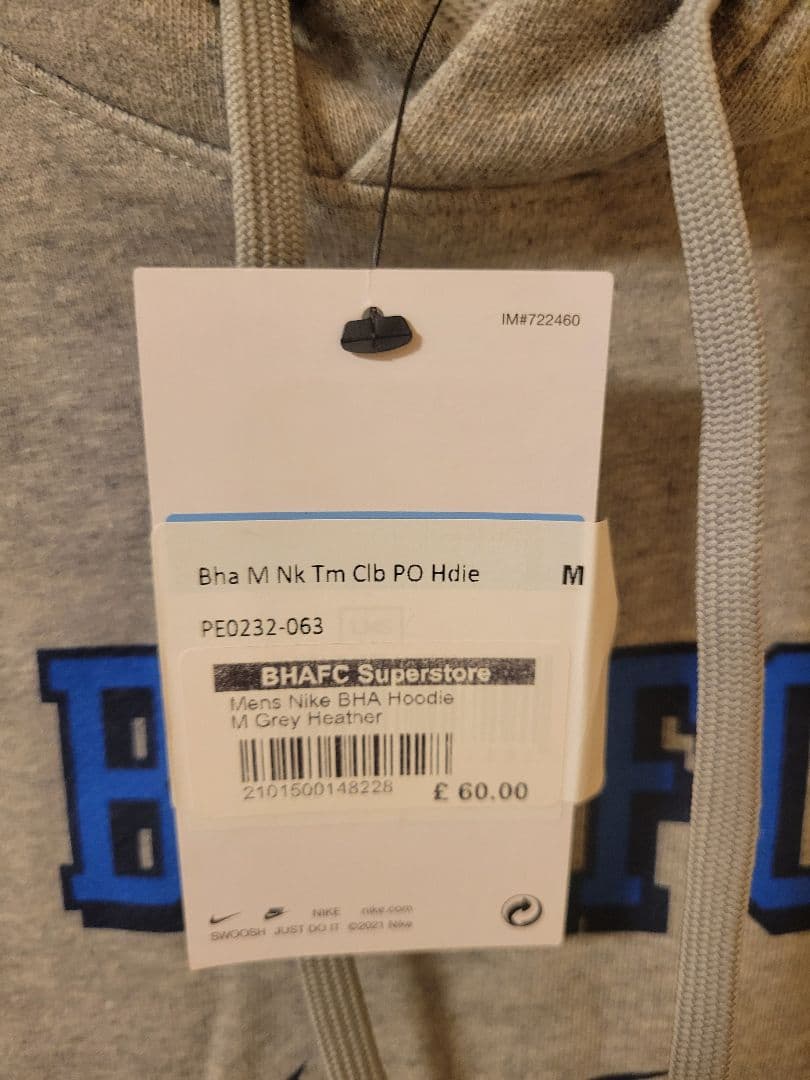 IM#722460
Bha M Nk Tm Clb PO Hdie M
PE0232-063
BHAFC Superstore
Mens Nike BHA Hoodie
M Grey Heather
2101500148228 £ 60.00
NIKE nike.com
SWOOSH JUST DO IT ©2021 Nike
B F